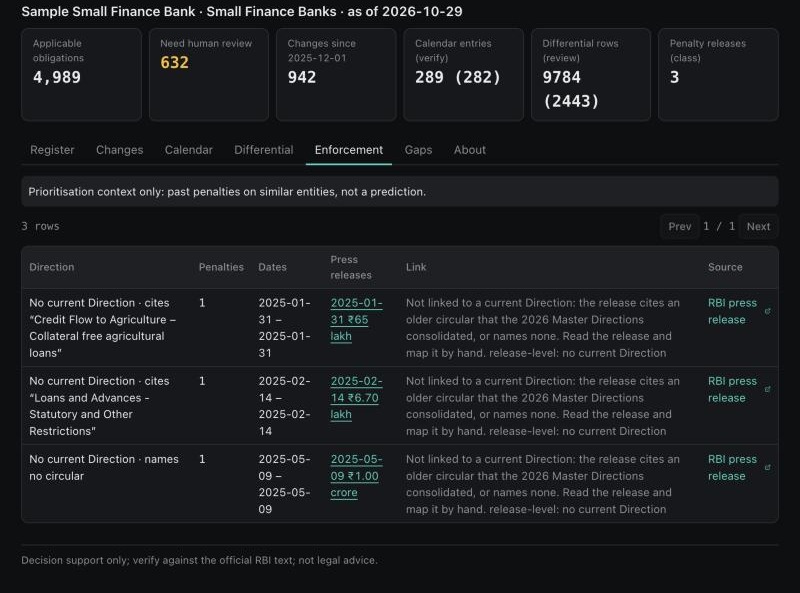 Sample Small Finance Bank · Small Finance Banks · as of 2026-10-29
Applicable
obligations
4,989
Need human review
632
Changes since
2025-12-01
942
Calendar entries
(verify)
289 (282)
Differential rows
(review)
9784
(2443)
Penalty releases
(class)
3
Register Changes Calendar Differential Enforcement Gaps About
Prioritisation context only: past penalties on similar entities, not a prediction.
3 rows
Prev 1 / 1 Next
Direction
Penalties
Dates
Press
releases
Link
Source
No current Direction · cites
“Credit Flow to Agriculture –
Collateral free agricultural
loans”
1
2025-01-
31 –
2025-01-
31
2025-01-
31 ₹65
lakh
Not linked to a current Direction: the release cites an
older circular that the 2026 Master Directions
consolidated, or names none. Read the release and
map it by hand. release-level: no current Direction
RBI press
release
No current Direction · cites
“Loans and Advances -
Statutory and Other
Restrictions”
1
2025-02-
14 –
2025-02-
14
2025-02-
14 ₹6.70
lakh
Not linked to a current Direction: the release cites an
older circular that the 2026 Master Directions
consolidated, or names none. Read the release and
map it by hand. release-level: no current Direction
RBI press
release
No current Direction · names
no circular
1
2025-05-
09 –
2025-05-
09
2025-05-
09 ₹1.00
crore
Not linked to a current Direction: the release cites an
older circular that the 2026 Master Directions
consolidated, or names none. Read the release and
map it by hand. release-level: no current Direction
RBI press
release
Decision support only; verify against the official RBI text; not legal advice.